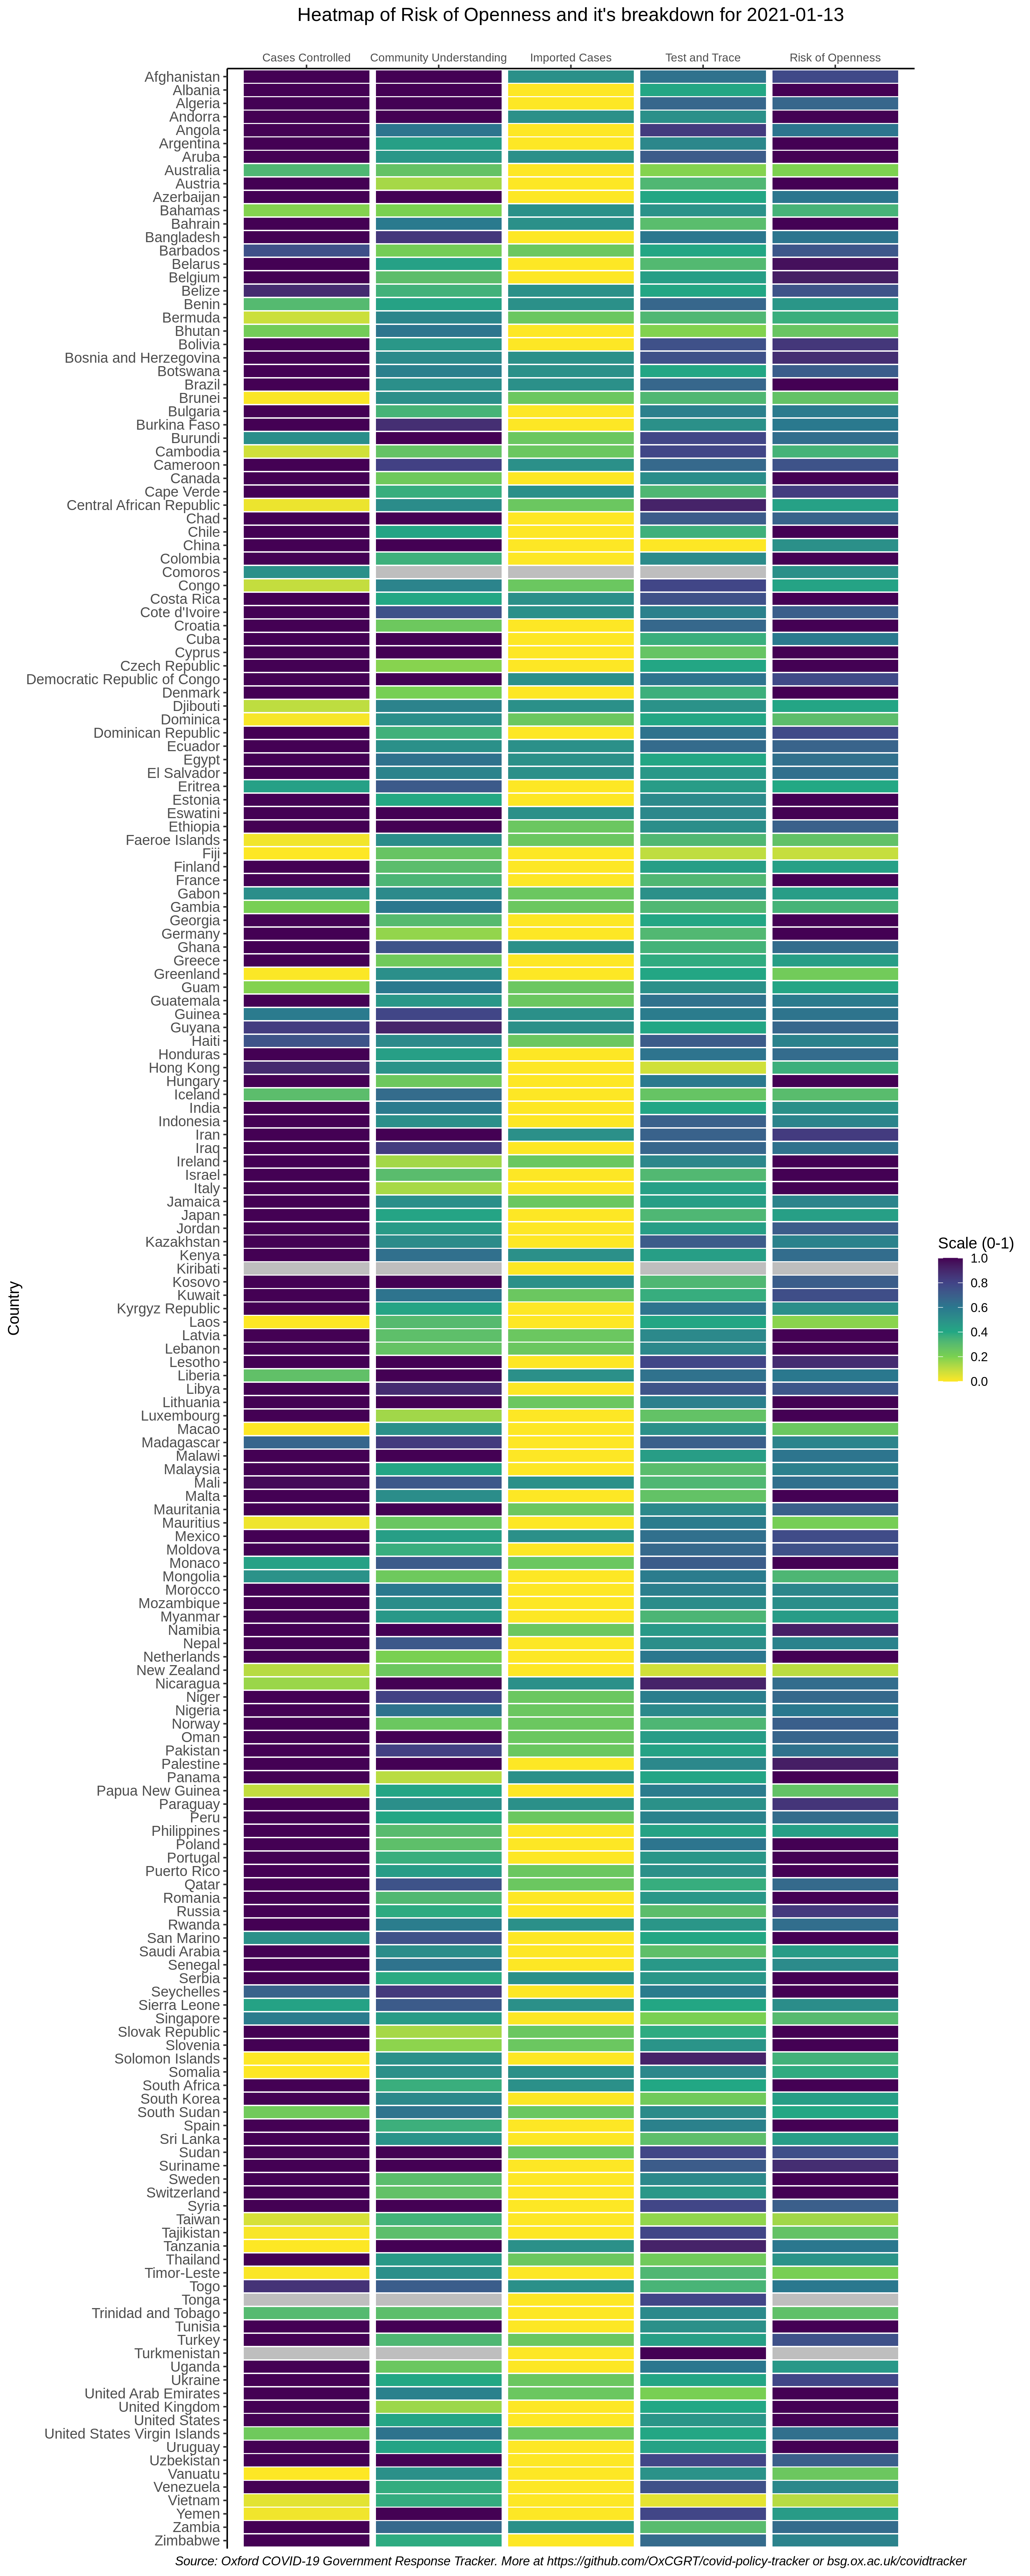 Heatmap of Risk of Openness and it's breakdown for 2021-01-13
Cases Controlled Community Understanding Imported Cases Test and Trace Risk of Openness
Afghanistan
Albania
Algeria
Andorra
Angola
Argentina
Aruba
Australia
Austria
Azerbaijan
Bahamas
Bahrain
Bangladesh
Barbados
Belarus
Belgium
Belize
Benin
Bermuda
Bhutan
Bolivia
Bosnia and Herzegovina
Botswana
Brazil
Brunei
Bulgaria
Burkina Faso
Burundi
Cambodia
Cameroon
Canada
Cape Verde
Central African Republic
Chad
Chile
China
Colombia
Comoros
Congo
Costa Rica
Cote d'Ivoire
Croatia
Cuba
Cyprus
Czech Republic
Democratic Republic of Congo
Denmark
Djibouti
Dominica
Dominican Republic
Ecuador
Egypt
El Salvador
Eritrea
Estonia
Eswatini
Ethiopia
Faeroe Islands
Fiji
Finland
France
Gabon
Gambia
Georgia
Germany
Ghana
Greece
Greenland
Guam
Guatemala
Guinea
Guyana
Haiti
Honduras
Hong Kong
Hungary
Iceland
India
Indonesia
Iran
Iraq
Ireland
Israel
Italy
Jamaica
Japan
Jordan
Kazakhstan
Kenya
Kiribati
Kosovo
Kuwait
Kyrgyz Republic
Laos
Latvia
Lebanon
Lesotho
Liberia
Libya
Lithuania
Luxembourg
Macao
Madagascar
Malawi
Malaysia
Mali
Malta
Mauritania
Mauritius
Mexico
Moldova
Monaco
Mongolia
Morocco
Mozambique
Myanmar
Namibia
Nepal
Netherlands
New Zealand
Nicaragua
Niger
Nigeria
Norway
Oman
Pakistan
Palestine
Panama
Papua New Guinea
Paraguay
Peru
Philippines
Poland
Portugal
Puerto Rico
Qatar
Romania
Russia
Rwanda
San Marino
Saudi Arabia
Senegal
Serbia
Seychelles
Sierra Leone
Singapore
Slovak Republic
Slovenia
Solomon Islands
Somalia
South Africa
South Korea
South Sudan
Spain
Sri Lanka
Sudan
Suriname
Sweden
Switzerland
Syria
Taiwan
Tajikistan
Tanzania
Thailand
Timor-Leste
Togo
Tonga
Trinidad and Tobago
Tunisia
Turkey
Turkmenistan
Uganda
Ukraine
United Arab Emirates
United Kingdom
United States
United States Virgin Islands
Uruguay
Uzbekistan
Vanuatu
Venezuela
Vietnam
Yemen
Zambia
Zimbabwe
Country
Scale (0-1)
1.0
0.8
0.6
0.4
0.2
0.0
Source: Oxford COVID-19 Government Response Tracker. More at https://github.com/OxCGRT/covid-policy-tracker or bsg.ox.ac.uk/covidtracker